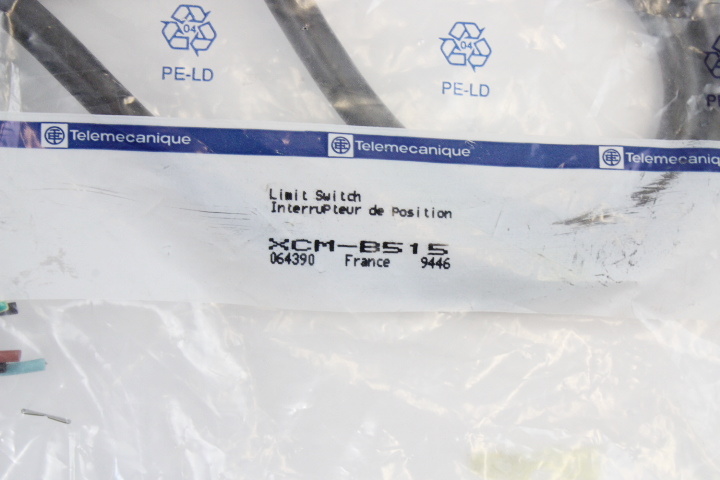 04
PE-LD
04
PE-LD
Telemecanique
Telemecanique
Telemecanique
Limit Switch
Interrupteur de Position
XCM-B515
064390 France 9446